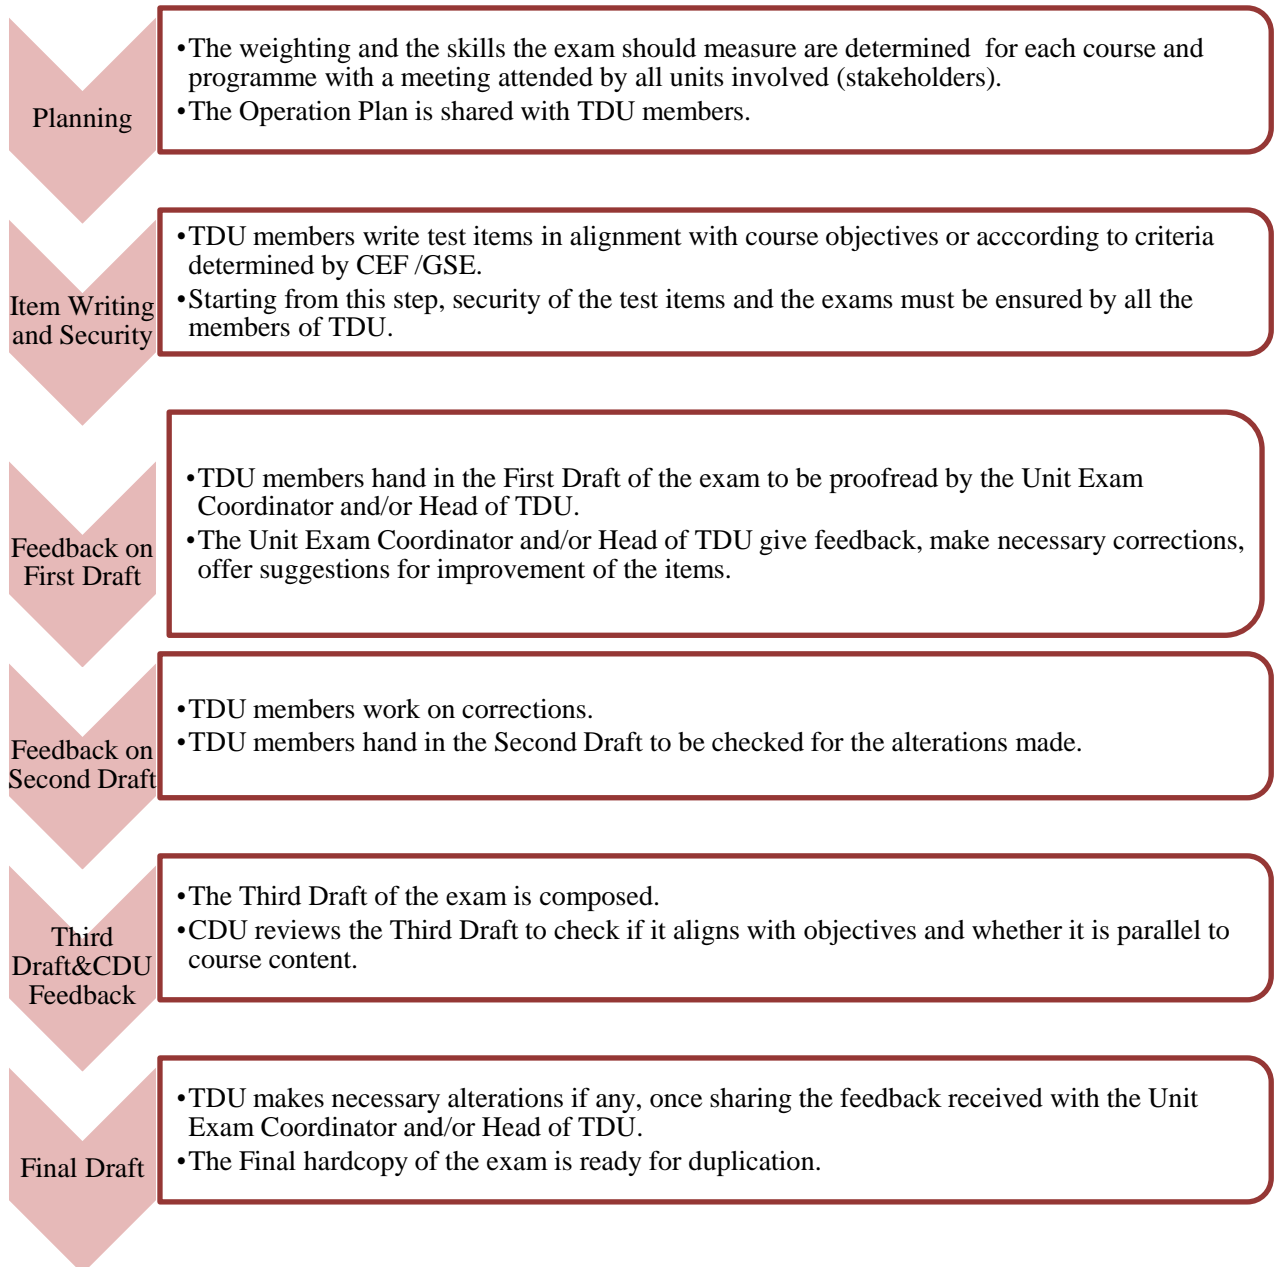 Planning
•The weighting and the skills the exam should measure are determined  for each course and
programme with a meeting attended by all units involved (stakeholders).
•The Operation Plan is shared with TDU members.
Item Writing
and Security
•TDU members write test items in alignment with course objectives or acccording to criteria
determined by CEF /GSE.
•Starting from this step, security of the test items and the exams must be ensured by all the
members of TDU.
Feedback on
First Draft
•TDU members hand in the First Draft of the exam to be proofread by the Unit Exam
Coordinator and/or Head of TDU.
•The Unit Exam Coordinator and/or Head of TDU give feedback, make necessary corrections,
offer suggestions for improvement of the items.
Feedback on
Second Draft
•TDU members work on corrections.
•TDU members hand in the Second Draft to be checked for the alterations made.
Third
Draft&CDU
Feedback
•The Third Draft of the exam is composed.
•CDU reviews the Third Draft to check if it aligns with objectives and whether it is parallel to
course content.
Final Draft
•TDU makes necessary alterations if any, once sharing the feedback received with the Unit
Exam Coordinator and/or Head of TDU.
•The Final hardcopy of the exam is ready for duplication.